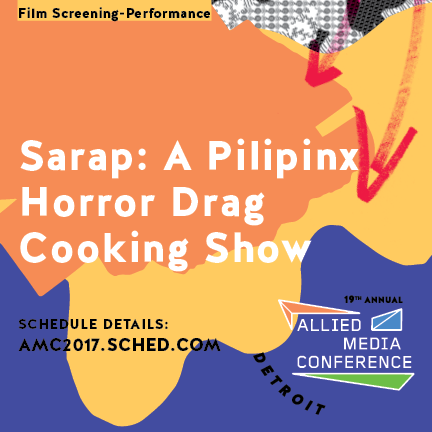 Film Screening-Performance
Sarap: A Pilipinx
Horror Drag
Cooking Show
19TH ANNUAL
ALLIED
MEDIA
CONFERENCE
SCHEDULE DETAILS:
AMC2017.SCHED.COM
DETROIT